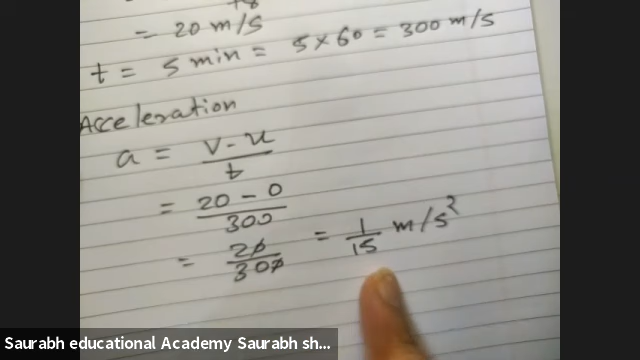 = 20 m/s
t = 5 min = 5 × 60 = 300 m/s
Acceleration
a = v - u / t
= 20 - 0 / 300
= 20 / 300 = 1 / 15 m/s²
Saurabh educational Academy Saurabh sh...